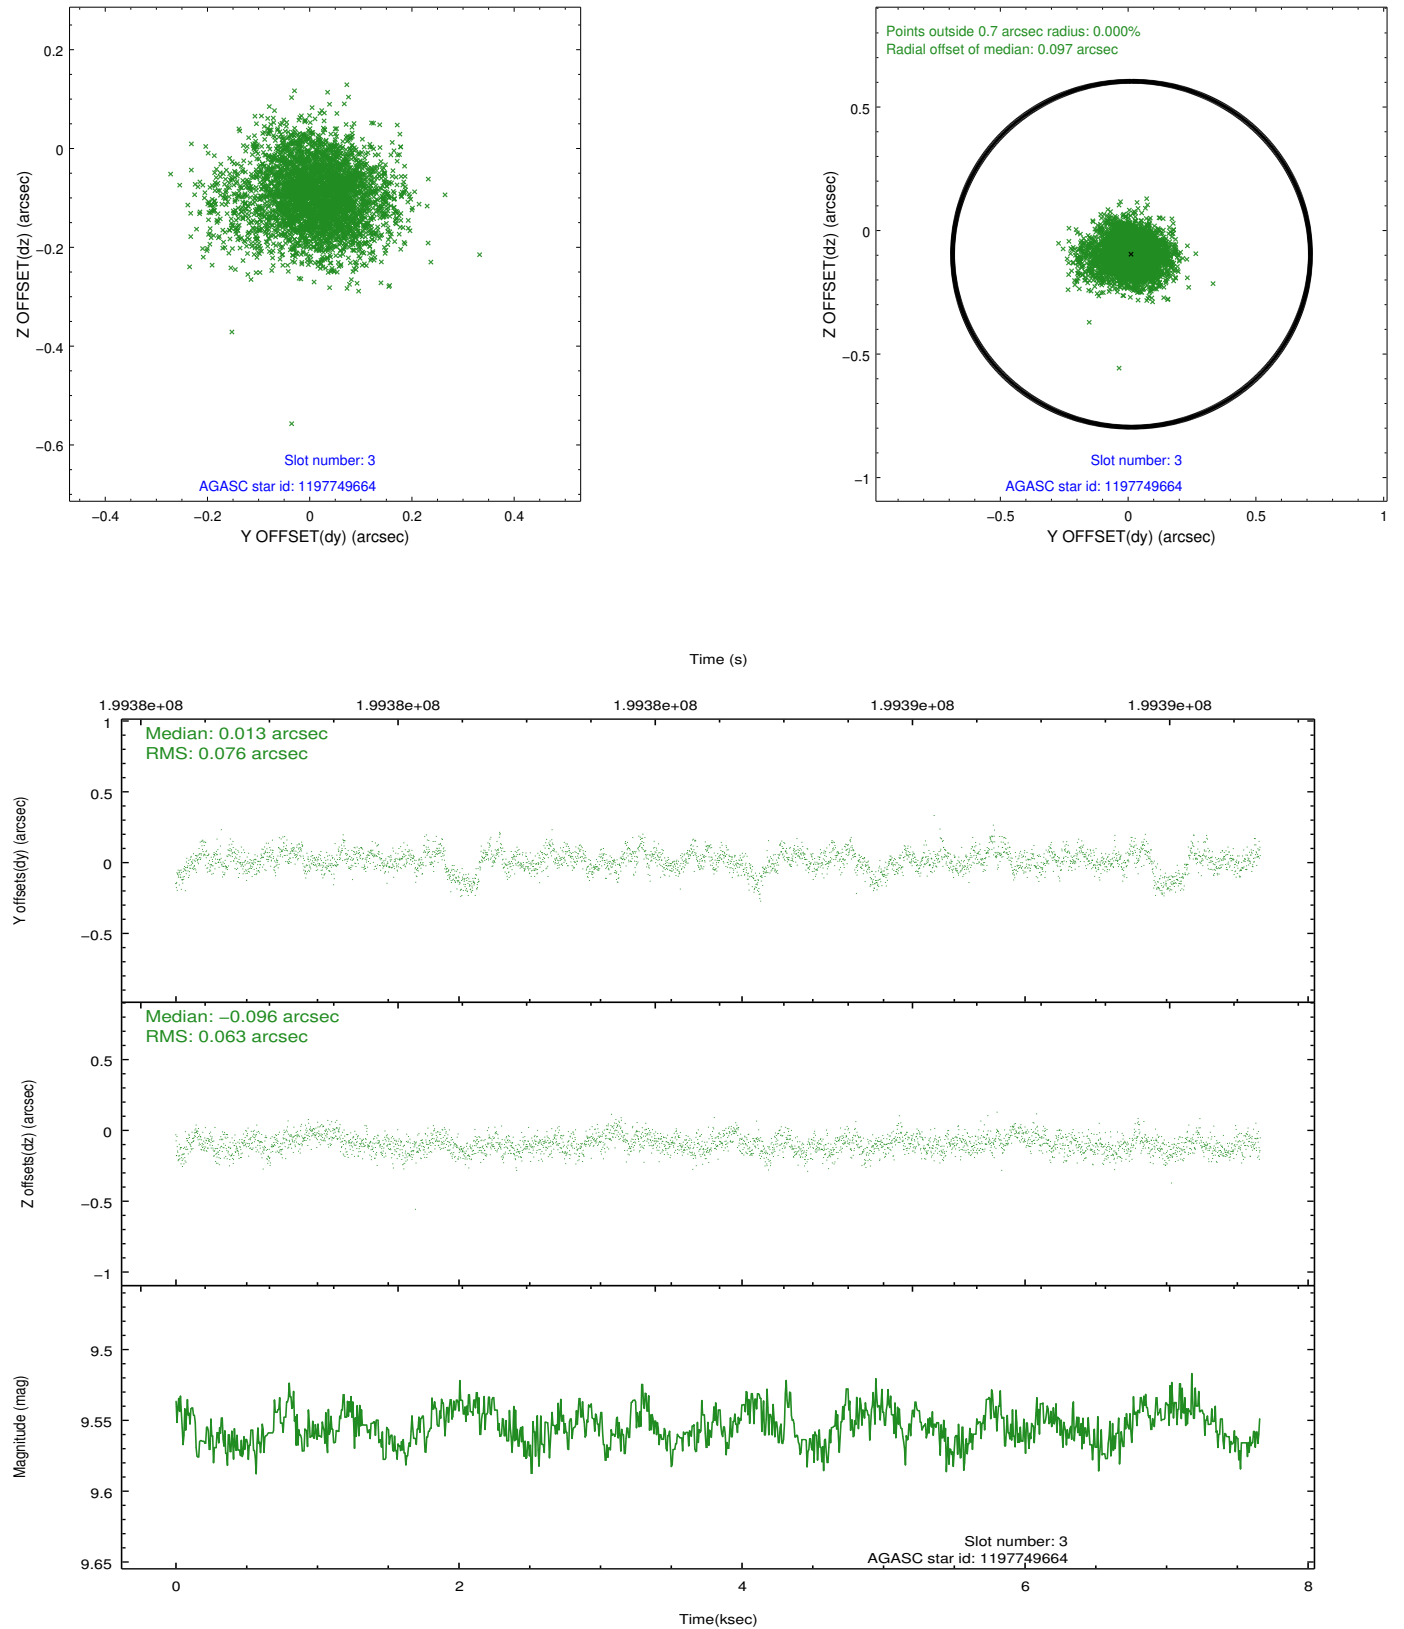 0.2
0
−0.2
−0.4
−0.6
Z OFFSET(dz) (arcsec)
Slot number: 3
AGASC star id: 1197749664
−0.4 −0.2 0 0.2 0.4
Y OFFSET(dy) (arcsec)
Points outside 0.7 arcsec radius: 0.000%
Radial offset of median: 0.097 arcsec
0.5
0
−0.5
−1
Z OFFSET(dz) (arcsec)
Slot number: 3
AGASC star id: 1197749664
−0.5 0 0.5 1
Y OFFSET(dy) (arcsec)
Time (s)
1.9938e+08 1.9938e+08 1.9938e+08 1.9939e+08 1.9939e+08
Median: 0.013 arcsec
RMS: 0.076 arcsec
1
0.5
0
−0.5
Y offsets(dy) (arcsec)
Median: −0.096 arcsec
RMS: 0.063 arcsec
0.5
0
−0.5
−1
Z offsets(dz) (arcsec)
9.5
9.55
9.6
9.65
Magnitude (mag)
Slot number: 3
AGASC star id: 1197749664
0 2 4 6 8
Time(ksec)